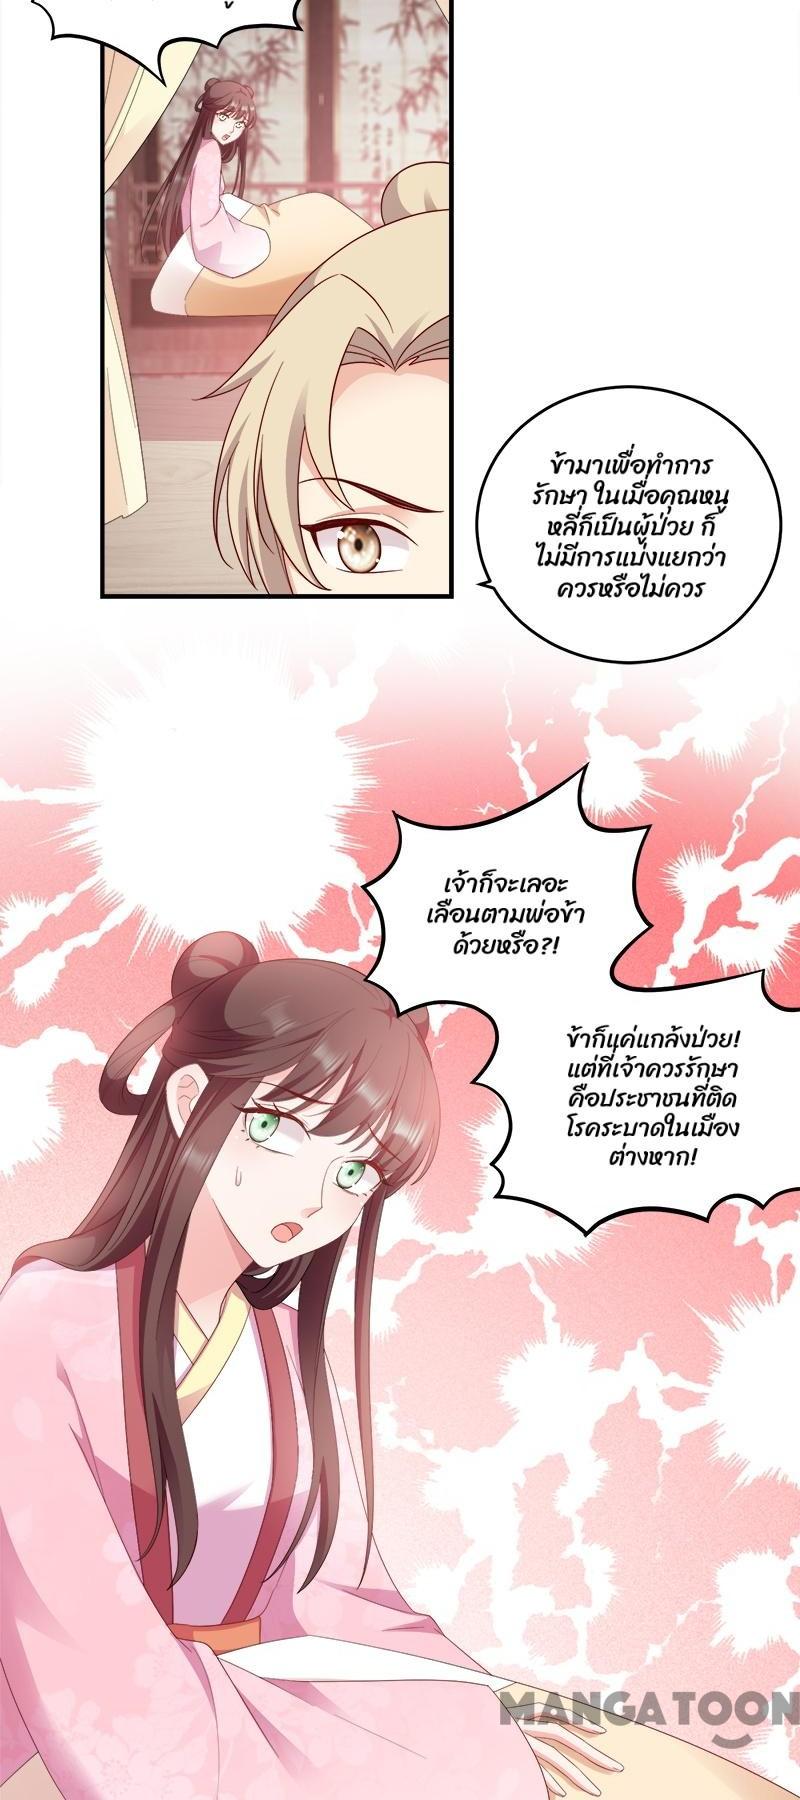 ข้ามาเพื่อทำการ
รักษา ในเมื่อคุณหนู
หลี่ก็เป็นผู้ป่วย ก็
ไม่มีการแบ่งแยกว่า
ควรหรือไม่ควร
เจ้าก็จะเลอะ
เลือนตามพ่อข้า
ด้วยหรือ?!
ข้าก็แค่แกล้งป่วย!
แต่ที่เจ้าควรรักษา
คือประชาชนที่ติด
โรคระบาดในเมือง
ต่างหาก!
MANGATOON